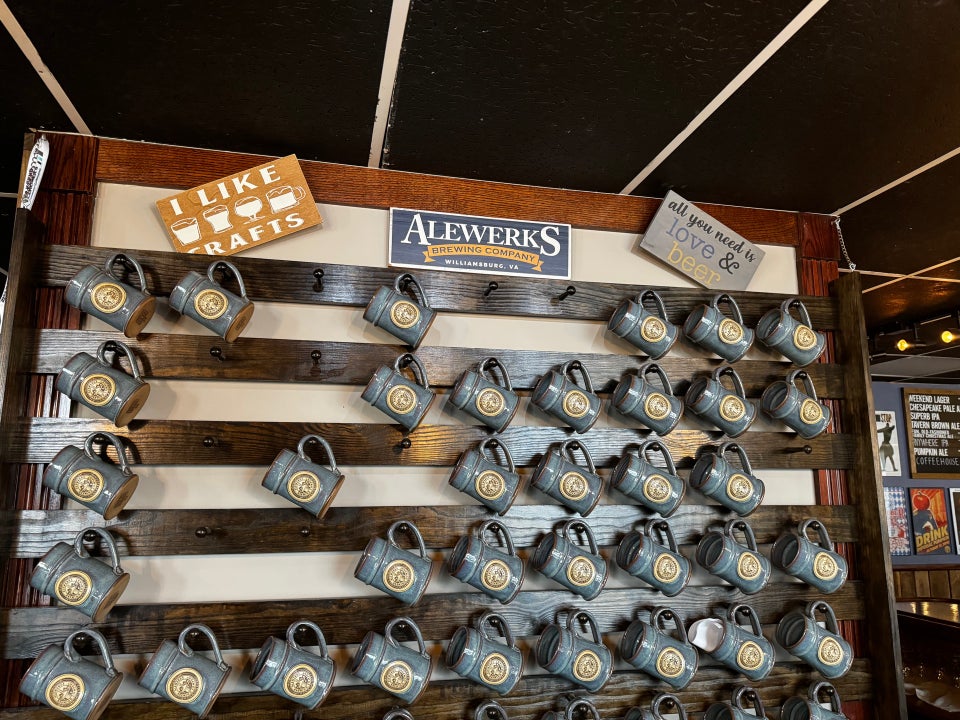 I LIKE
CRAFTS
ALEWERKS
BREWING COMPANY
WILLIAMSBURG, VA
all you need is
love &
beer
WEEKEND LAGER
CHESAPEAKE PALE A
SUPERB IPA
TAVERN BROWN ALE
PUMPKIN ALE
COFFEEHOUSE
DRINK